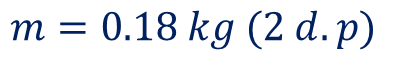 m = 0.18 kg (2 d.p)